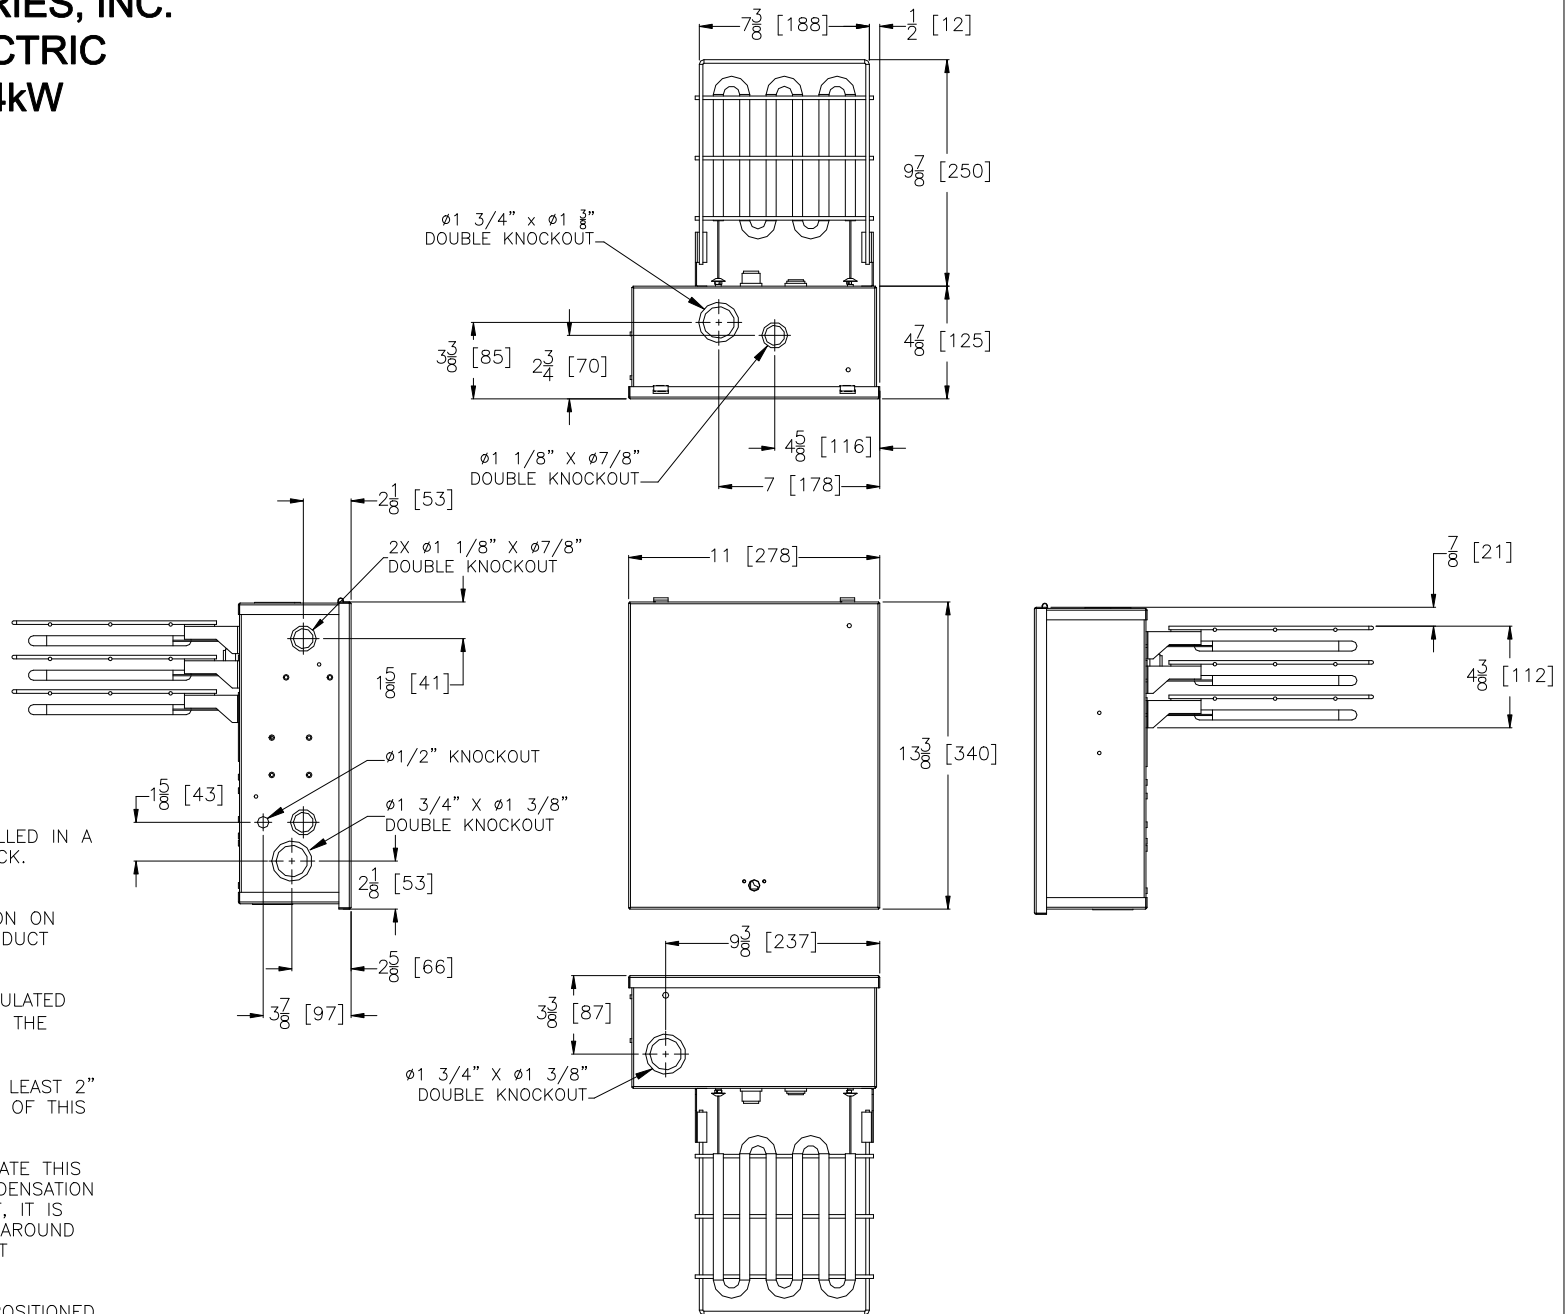 RIES, INC.
CTRIC
4kW
7 3/8 [188]
1/2 [12]
9 7/8 [250]
ø1 3/4" x ø1 3/8"
DOUBLE KNOCKOUT
3 3/8 [85]
2 3/4 [70]
4 7/8 [125]
4 5/8 [116]
ø1 1/8" X ø7/8"
DOUBLE KNOCKOUT
7 [178]
2 1/8 [53]
2X ø1 1/8" X ø7/8"
DOUBLE KNOCKOUT
11 [278]
7/8 [21]
1 5/8 [41]
4 3/8 [112]
ø1/2" KNOCKOUT
13 3/8 [340]
1 5/8 [43]
ø1 3/4" X ø1 3/8"
DOUBLE KNOCKOUT
2 1/8 [53]
2 5/8 [66]
3 7/8 [97]
9 3/8 [237]
3 3/8 [87]
ø1 3/4" X ø1 3/8"
DOUBLE KNOCKOUT
LLED IN A
CK.
ON ON
DUCT
ULATED
THE
LEAST 2"
OF THIS
ATE THIS
DENSATION
, IT IS
AROUND
T
OSITIONED